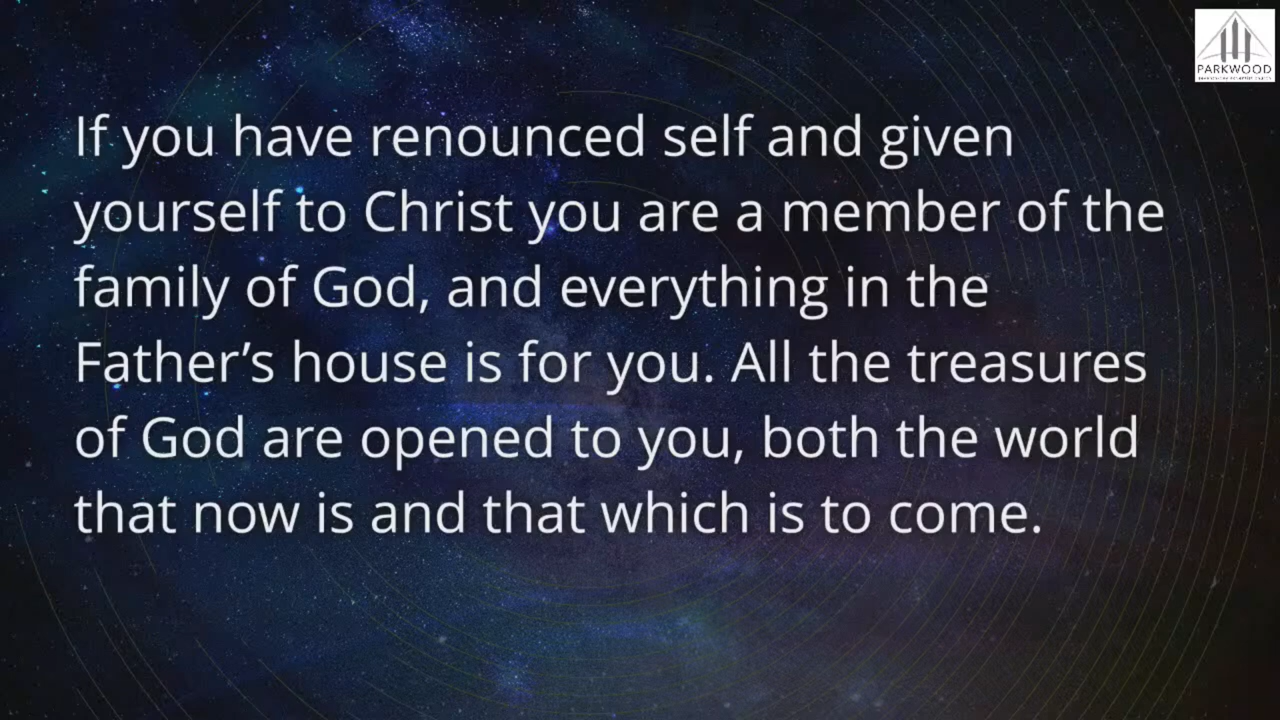 PARKWOOD
If you have renounced self and given
yourself to Christ you are a member of the
family of God, and everything in the
Father’s house is for you. All the treasures
of God are opened to you, both the world
that now is and that which is to come.